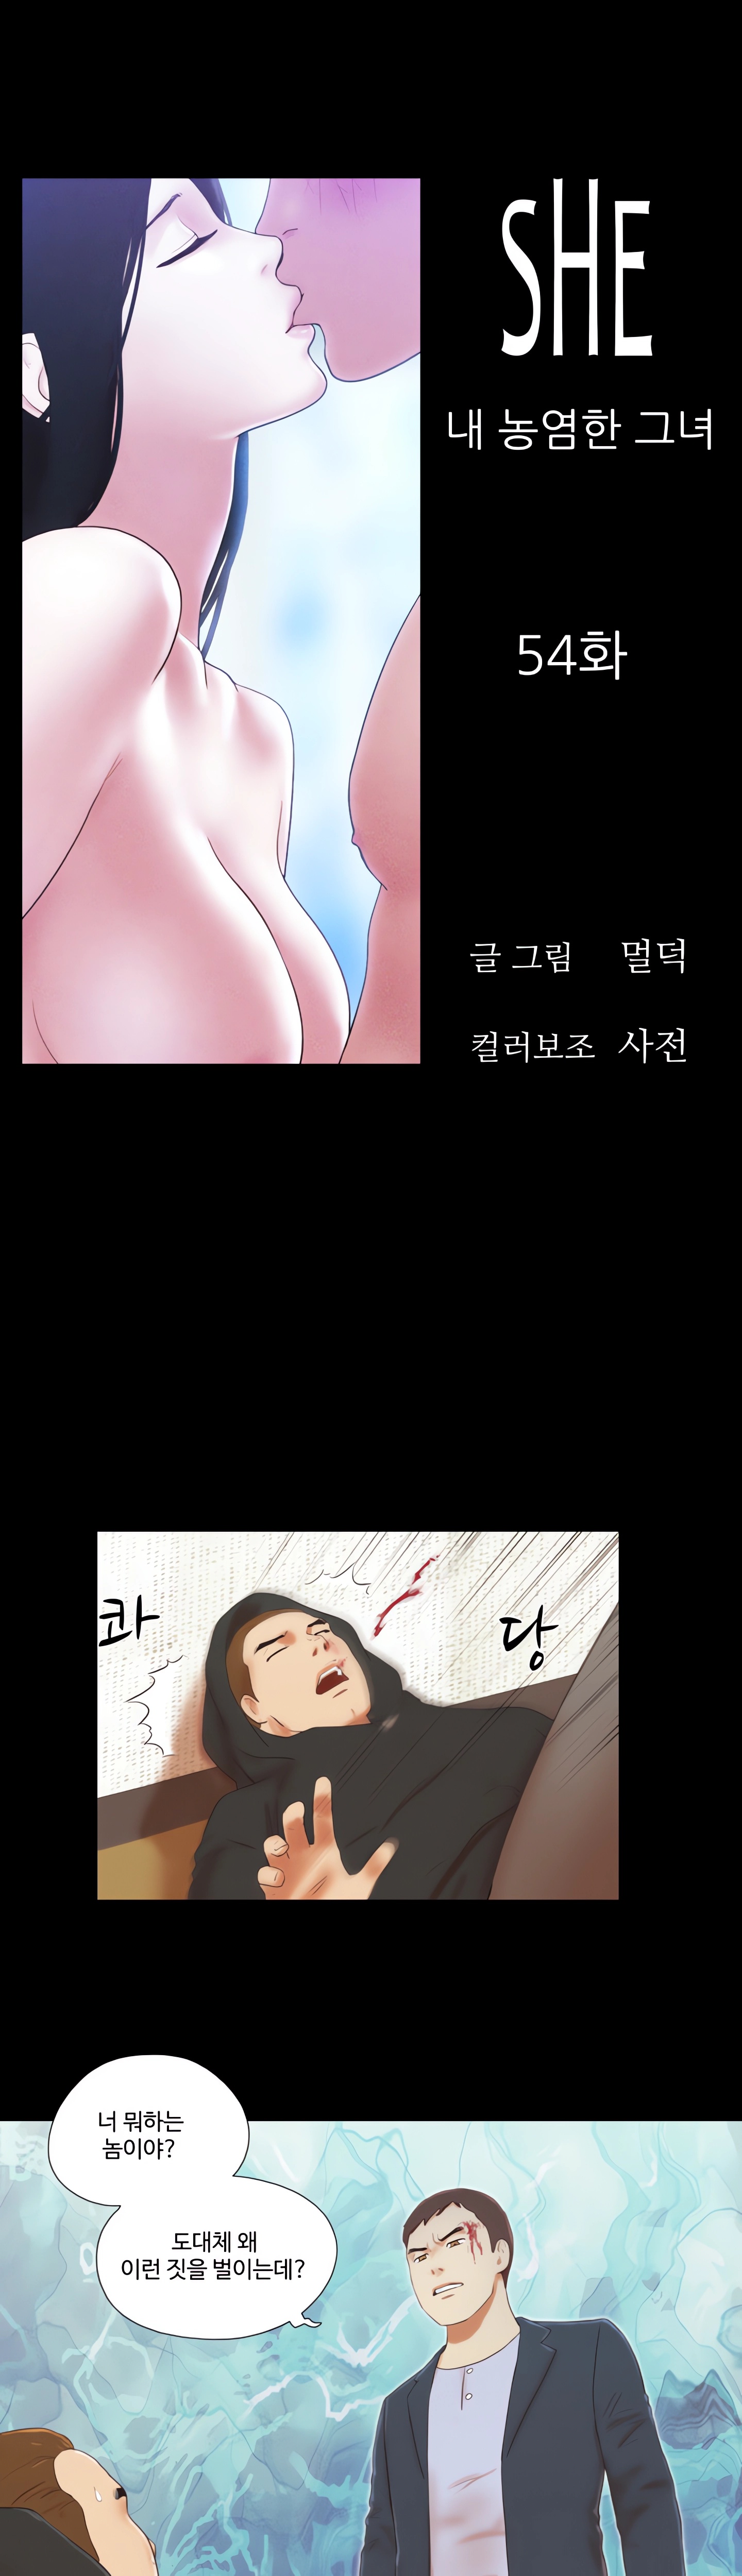 SHE
내 농염한 그녀
54화
글 그림 멀덕
컬러보조 사전
콰 당
너 뭐하는
놈이야?
도대체 왜
이런 짓을 벌이는데?